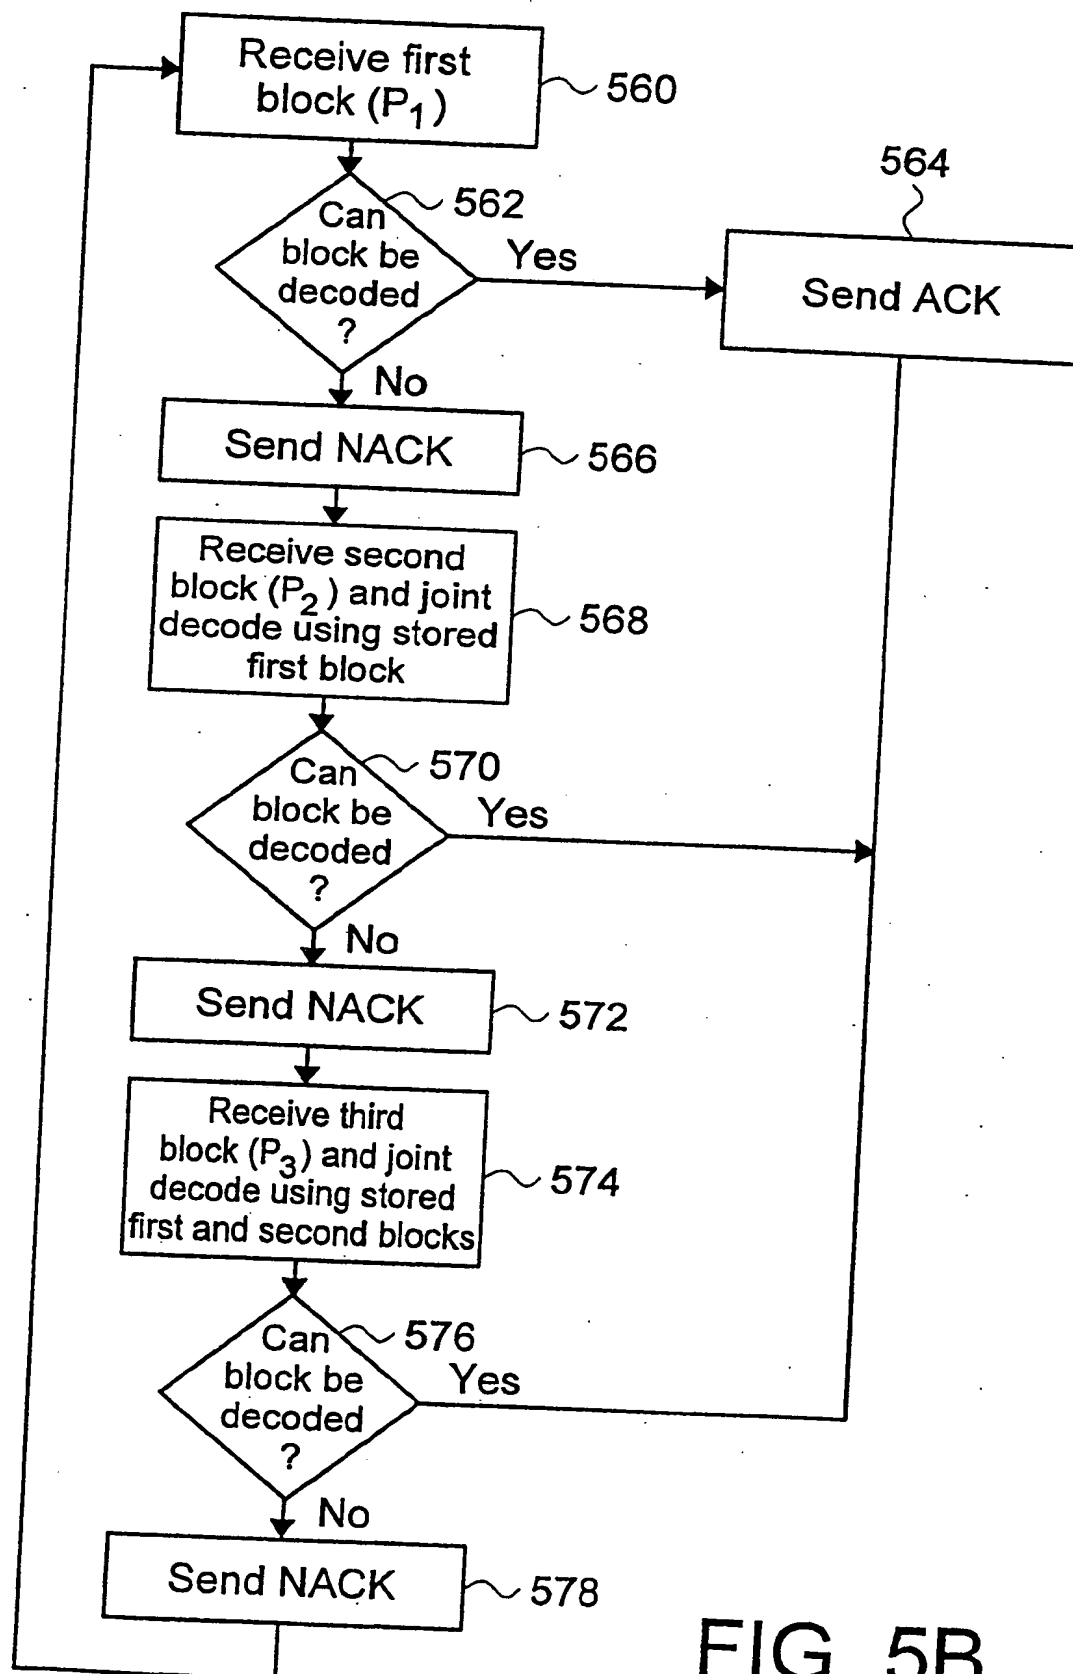 Receive first
block (P1)
560
564
562
Can
block be
decoded
?
Yes
Send ACK
No
Send NACK
566
Receive second
block (P2) and joint
decode using stored
first block
568
570
Can
block be
decoded
?
Yes
No
Send NACK
572
Receive third
block (P3) and joint
decode using stored
first and second blocks
574
576
Can
block be
decoded
?
Yes
No
Send NACK
578
FIG. 5B